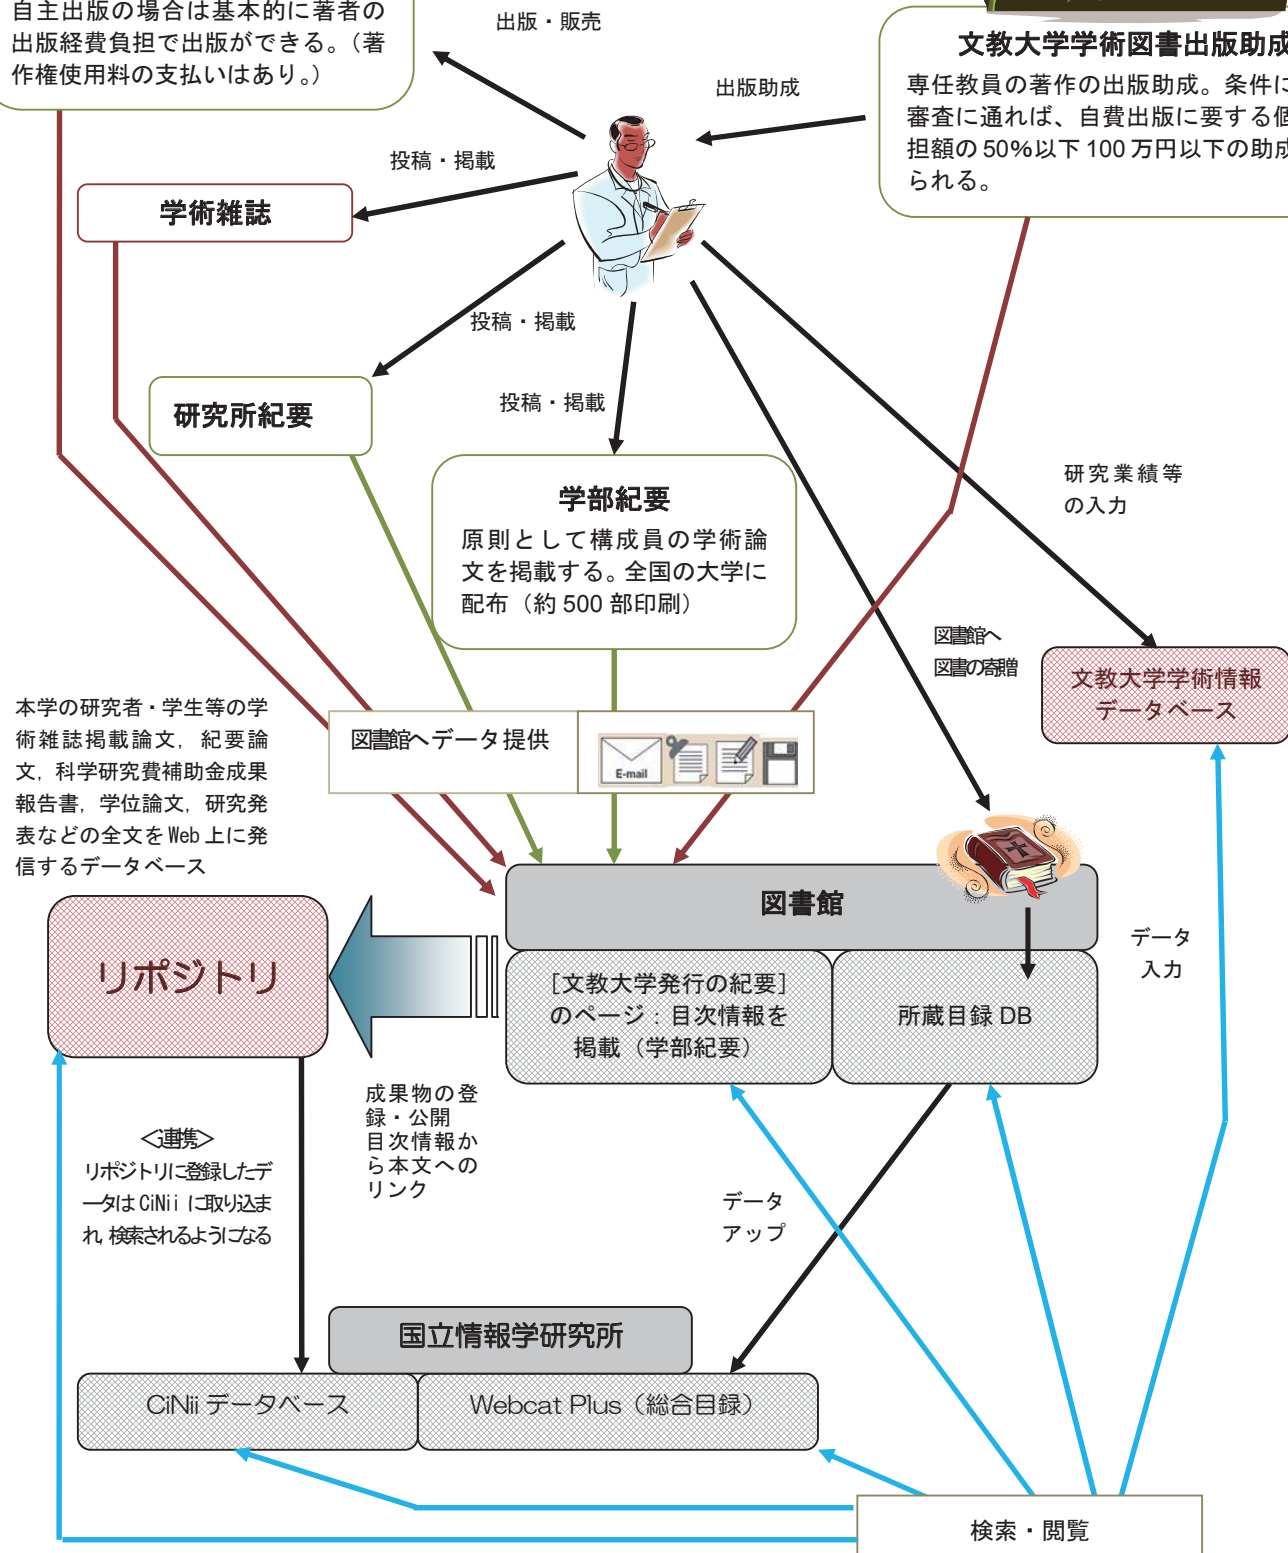 自主出版の場合は基本的に著者の
出版経費負担で出版ができる。（著
作権使用料の支払いはあり。）
出版・販売
出版助成
文教大学学術図書出版助成
専任教員の著作の出版助成。条件に
審査に通れば、自費出版に要する個
担額の50%以下100万円以下の助成
られる。
投稿・掲載
学術雑誌
投稿・掲載
研究所紀要
投稿・掲載
学部紀要
原則として構成員の学術論
文を掲載する。全国の大学に
配布（約500部印刷）
研究業績等
の入力
図書館へ
図書の寄贈
文教大学学術情報
データベース
本学の研究者・学生等の学
術雑誌掲載論文，紀要論
文，科学研究費補助金成果
報告書，学位論文，研究発
表などの全文をWeb上に発
信するデータベース
図書館へデータ提供
E-mail
図書館
リポジトリ
[文教大学発行の紀要]
のページ：目次情報を
掲載（学部紀要）
所蔵目録DB
データ
入力
成果物の登
録・公開
目次情報か
ら本文への
リンク
＜連携＞
リポジトリに登録したデ
ータはCiNiiに取り込ま
れ，検索されるようになる
データ
アップ
国立情報学研究所
CiNiiデータベース
Webcat Plus（総合目録）
検索・閲覧